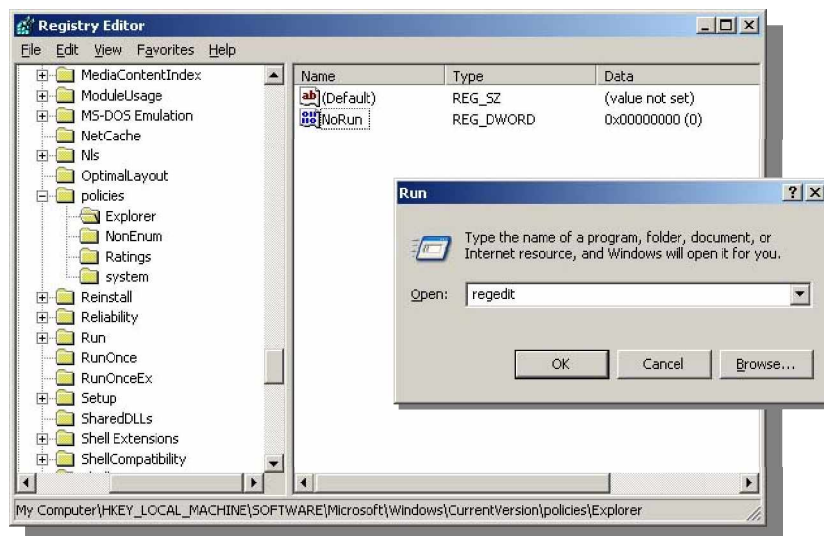 Registry Editor
File Edit View Favorites Help
MediaContentIndex
ModuleUsage
MS-DOS Emulation
NetCache
Nls
OptimalLayout
policies
Explorer
NonEnum
Ratings
system
Reinstall
Reliability
Run
RunOnce
RunOnceEx
Setup
SharedDLLs
Shell Extensions
ShellCompatibility
Name Type Data
ab (Default) REG_SZ (value not set)
NoRun REG_DWORD 0x00000000 (0)
Run
Type the name of a program, folder, document, or
Internet resource, and Windows will open it for you.
Open: regedit
OK Cancel Browse...
My Computer\HKEY_LOCAL_MACHINE\SOFTWARE\Microsoft\Windows\CurrentVersion\policies\Explorer